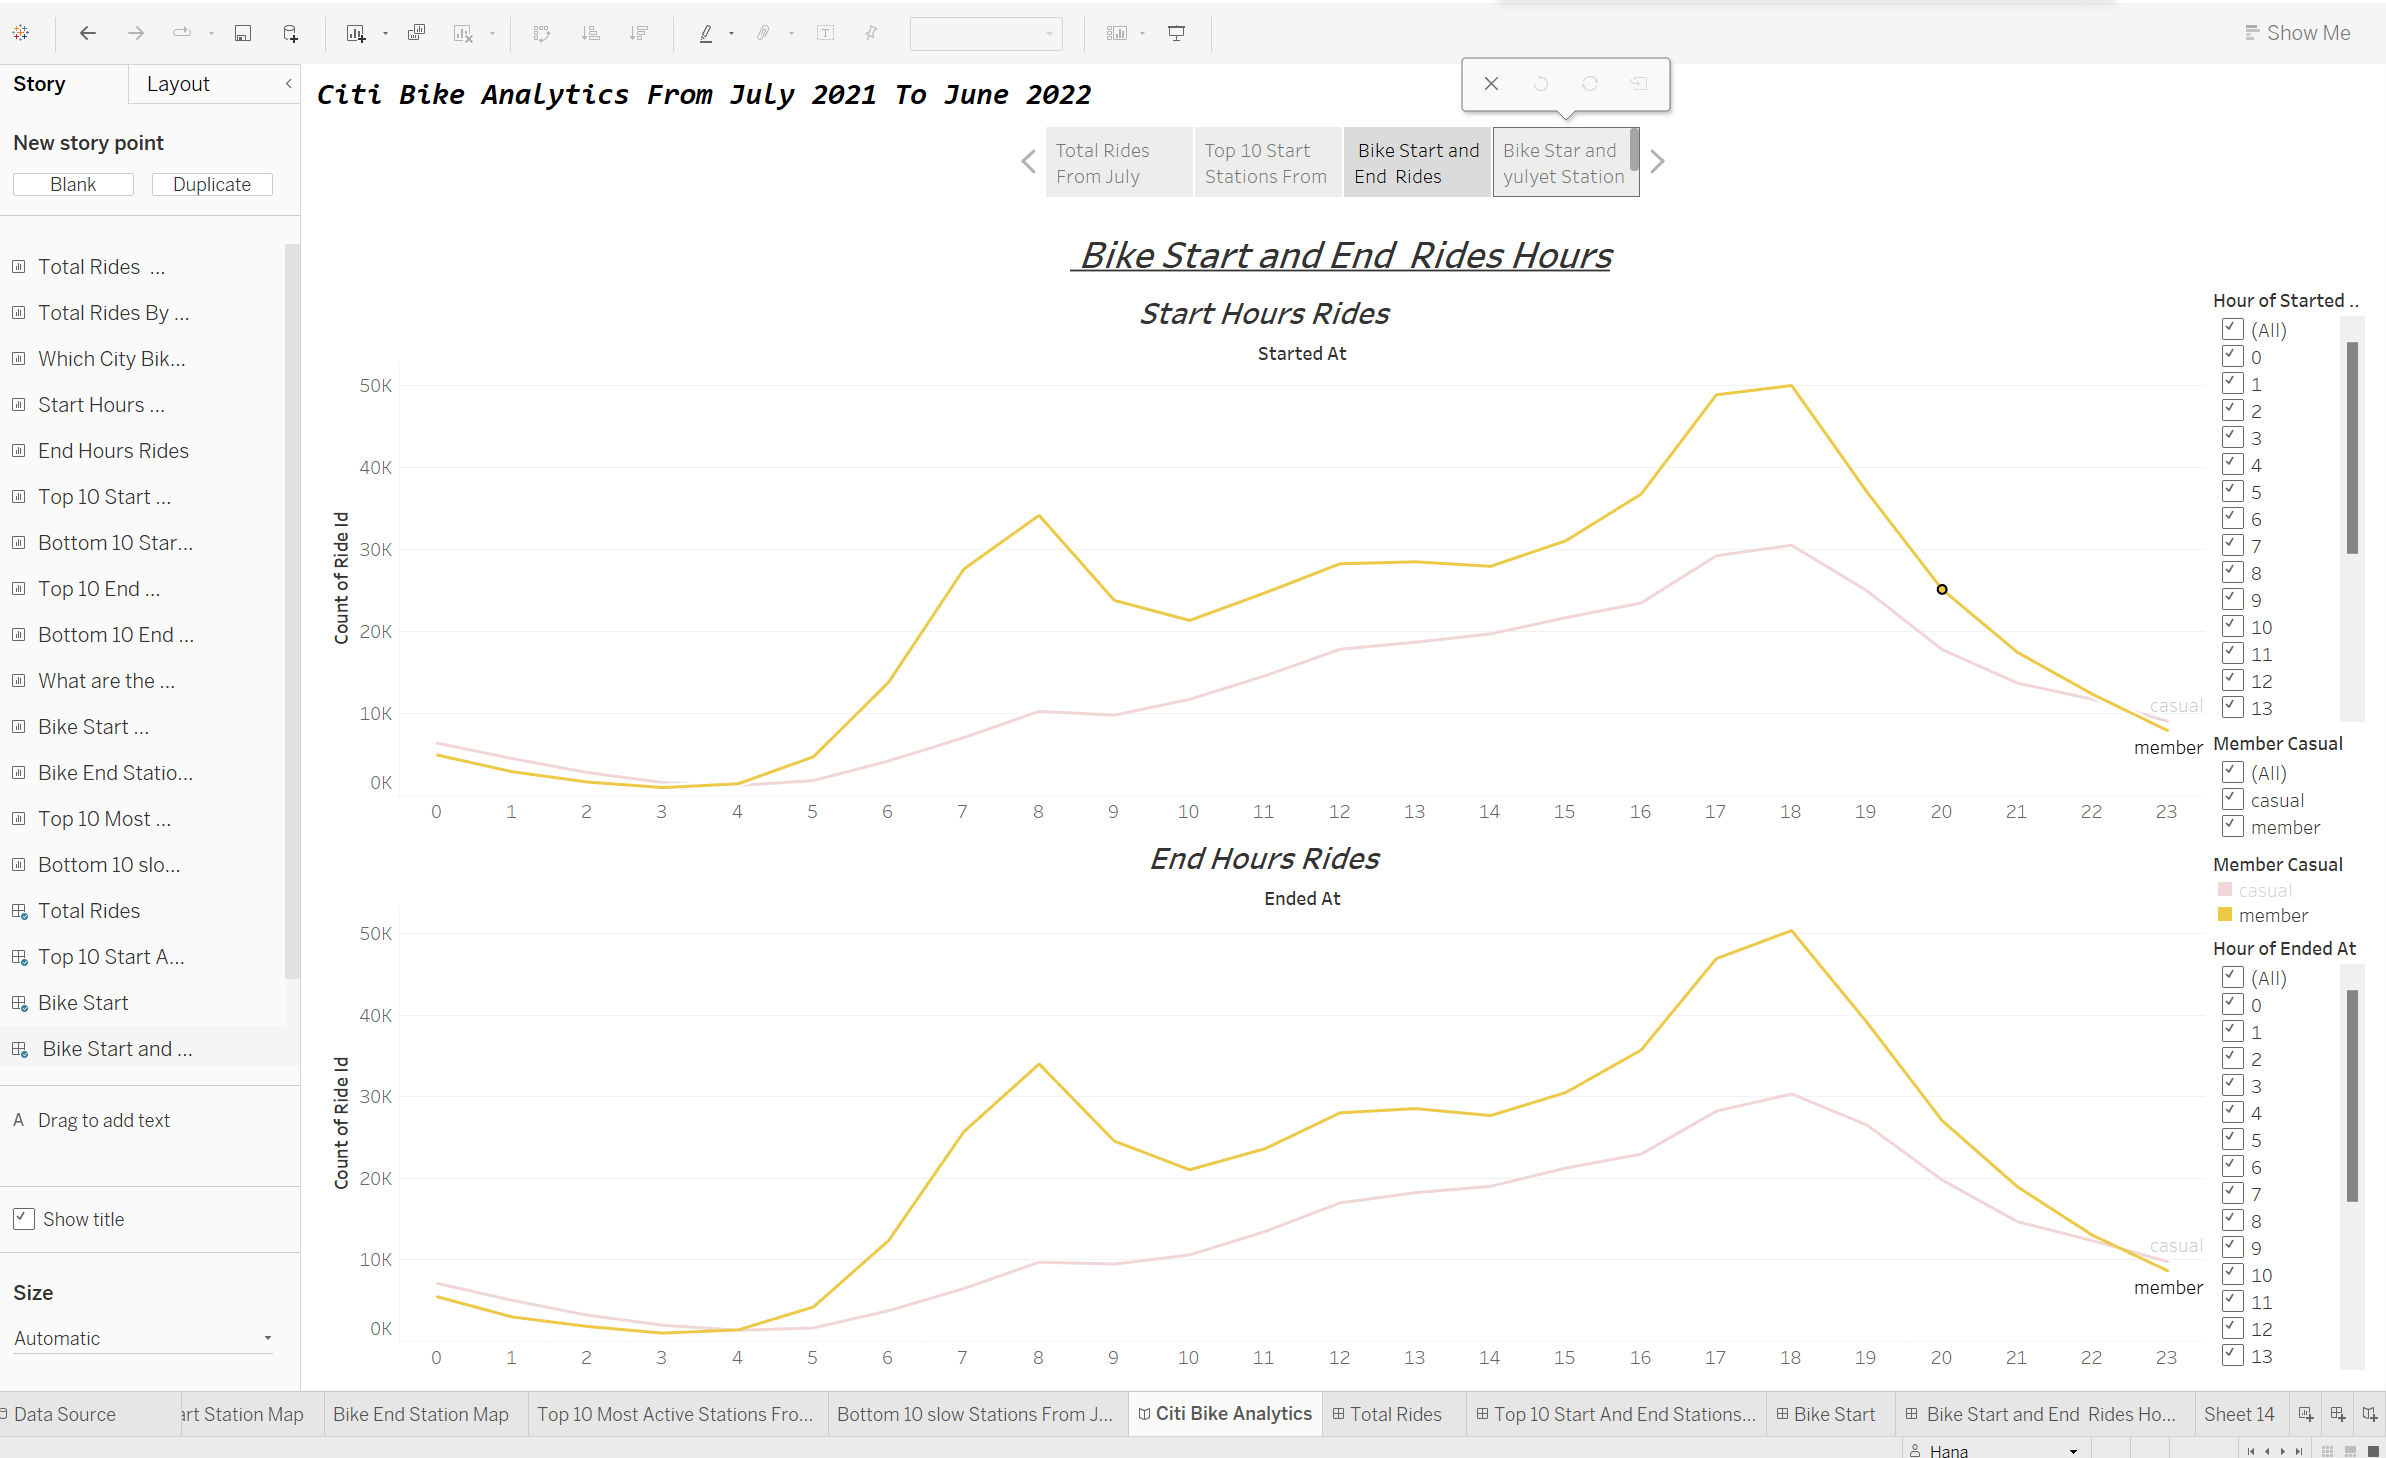 Show Me
Story
Layout
Citi Bike Analytics From July 2021 To June 2022
New story point
Blank
Duplicate
Total Rides From July
Top 10 Start Stations From
Bike Start and End Rides
Bike Star and yulyet Station
Total Rides ...
Total Rides By ...
Which City Bik...
Start Hours ...
End Hours Rides
Top 10 Start ...
Bottom 10 Star...
Top 10 End ...
Bottom 10 End ...
What are the ...
Bike Start ...
Bike End Statio...
Top 10 Most ...
Bottom 10 slo...
Total Rides
Top 10 Start A...
Bike Start
Bike Start and ...
A Drag to add text
Show title
Size
Automatic
Bike Start and End Rides Hours
Start Hours Rides
Started At
Count of Ride Id
50K
40K
30K
20K
10K
0K
casual
member
0 1 2 3 4 5 6 7 8 9 10 11 12 13 14 15 16 17 18 19 20 21 22 23
End Hours Rides
Ended At
Count of Ride Id
50K
40K
30K
20K
10K
0K
casual
member
0 1 2 3 4 5 6 7 8 9 10 11 12 13 14 15 16 17 18 19 20 21 22 23
Hour of Started ..
(All)
0
1
2
3
4
5
6
7
8
9
10
11
12
13
Member Casual
(All)
casual
member
Member Casual
casual
member
Hour of Ended At
(All)
0
1
2
3
4
5
6
7
8
9
10
11
12
13
Data Source
art Station Map
Bike End Station Map
Top 10 Most Active Stations Fro...
Bottom 10 slow Stations From J...
Citi Bike Analytics
Total Rides
Top 10 Start And End Stations...
Bike Start
Bike Start and End Rides Ho...
Sheet 14
Hana